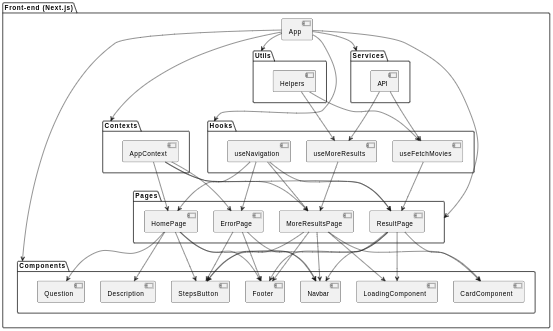 Front-end (Next.js)
App
Utils
Services
Helpers
API
Contexts
Hooks
AppContext
useNavigation
useMoreResults
useFetchMovies
Pages
HomePage
ErrorPage
MoreResultsPage
ResultPage
Components
Question
Description
StepsButton
Footer
Navbar
LoadingComponent
CardComponent